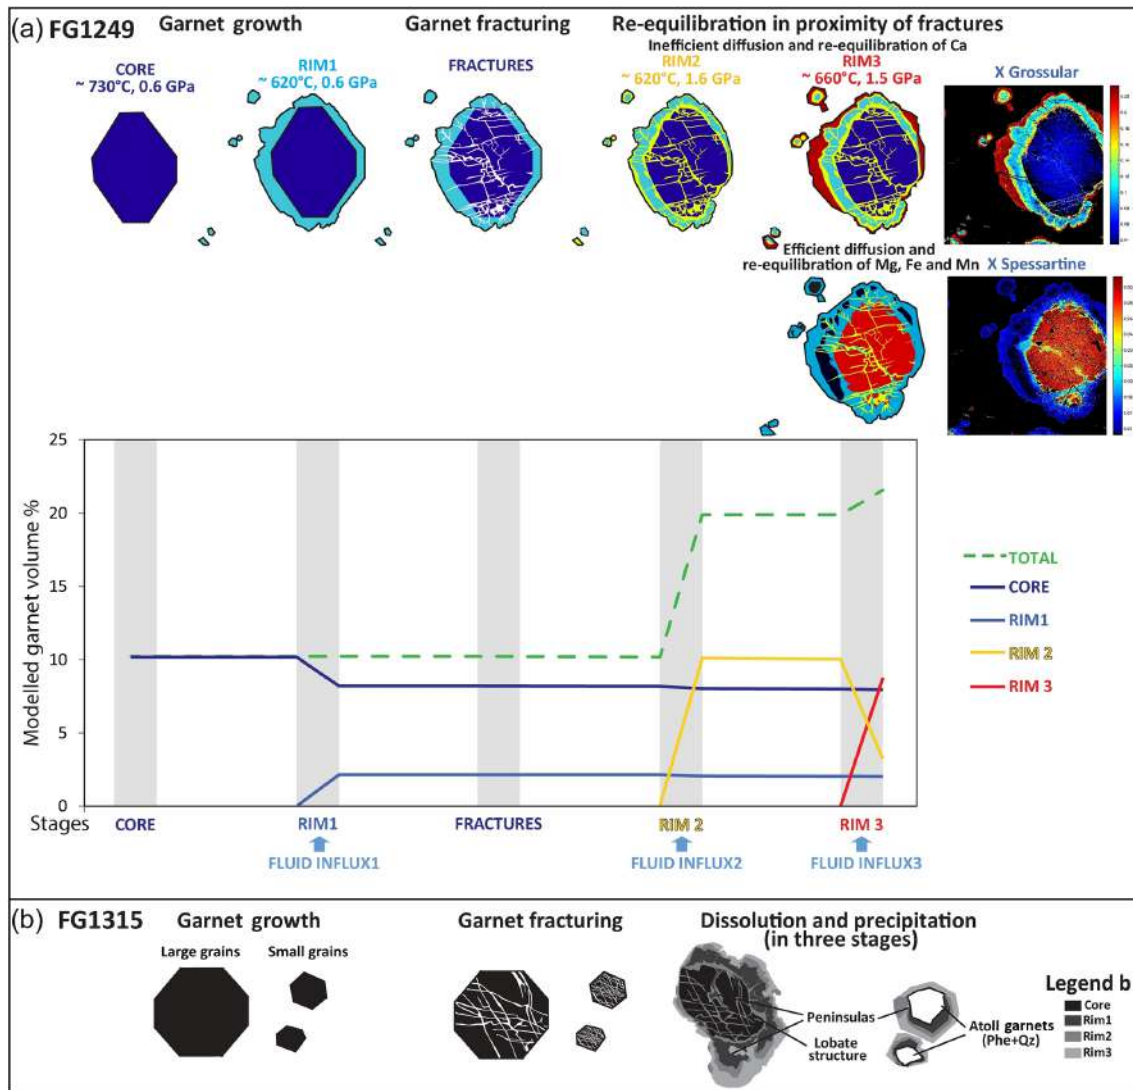 (a) FG1249
Garnet growth
Garnet fracturing
Re-equilibration in proximity of fractures
Inefficient diffusion and re-equilibration of Ca
CORE
~ 730°C, 0.6 GPa
RIM1
~ 620°C, 0.6 GPa
FRACTURES
RIM2
~ 620°C, 1.6 GPa
RIM3
~ 660°C, 1.5 GPa
X Grossular
Efficient diffusion and
re-equilibration of Mg, Fe and Mn
X Spessartine
Modelled garnet volume %
25
20
15
10
5
0
TOTAL
CORE
RIM1
RIM 2
RIM 3
Stages
CORE
RIM1
FRACTURES
RIM 2
RIM 3
FLUID INFLUX1
FLUID INFLUX2
FLUID INFLUX3
(b) FG1315
Garnet growth
Garnet fracturing
Dissolution and precipitation
(in three stages)
Large grains
Small grains
Peninsulas
Lobate
structure
Atoll garnets
(Phe+Qz)
Legend b
Core
Rim1
Rim2
Rim3